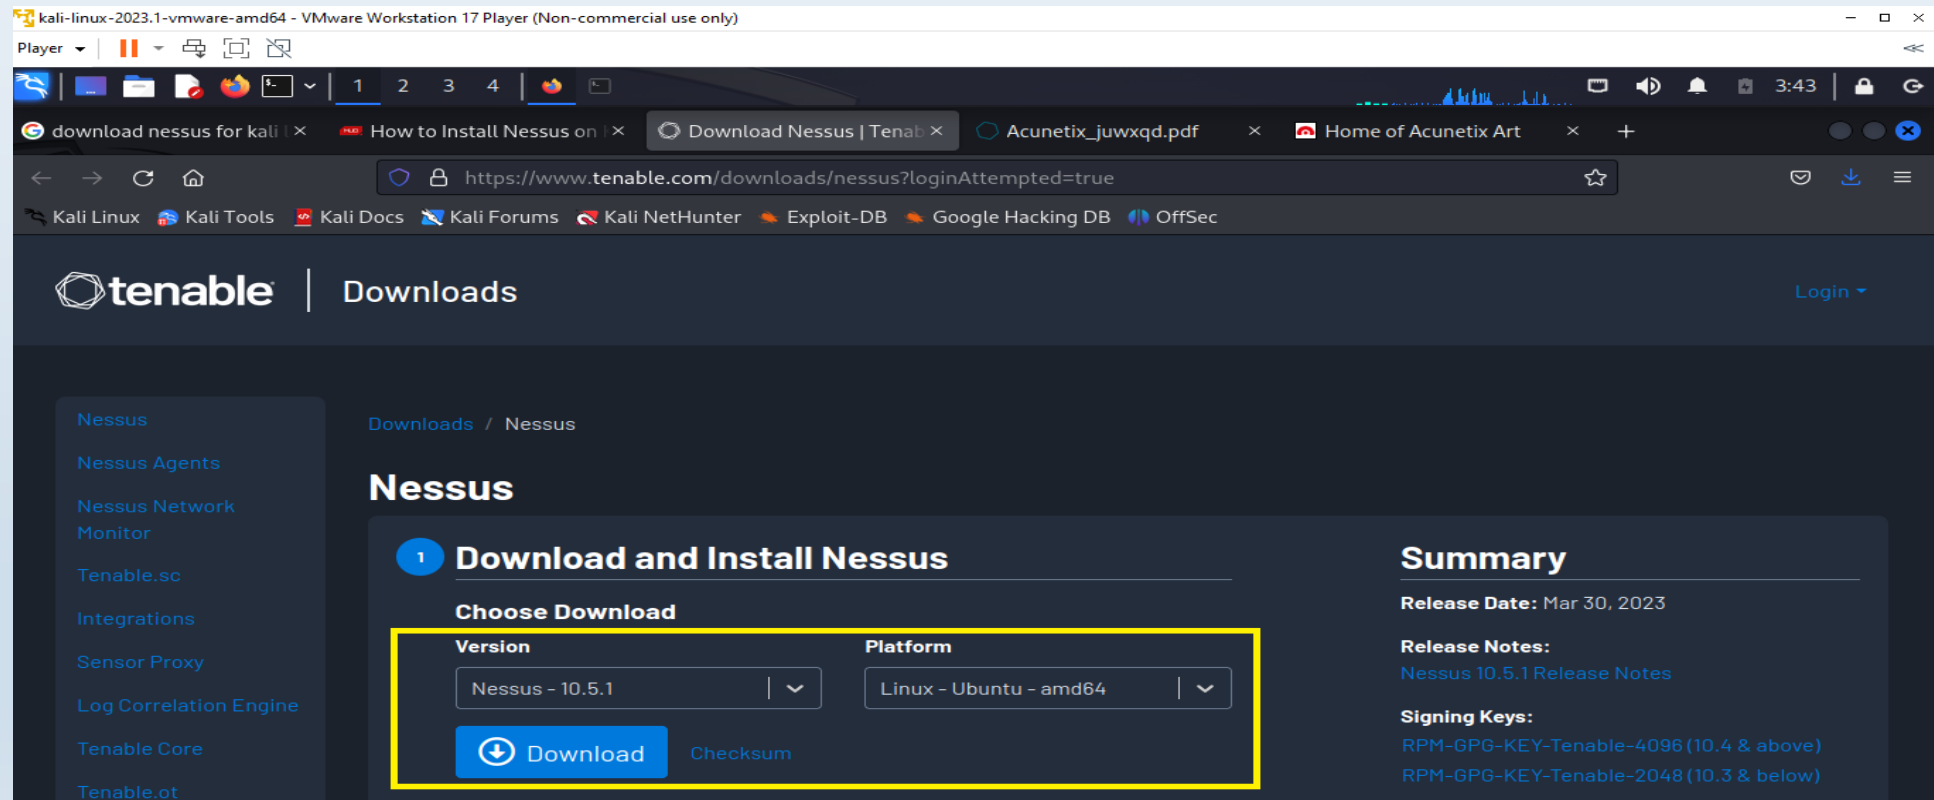 kali-linux-2023.1-vmware-amd64 - VMware Workstation 17 Player (Non-commercial use only)
Player
1 2 3 4 3:43
download nessus for kali l How to Install Nessus on Download Nessus | Tenab Acunetix_juwxqd.pdf Home of Acunetix Art
https://www.tenable.com/downloads/nessus?loginAttempted=true
Kali Linux Kali Tools Kali Docs Kali Forums Kali NetHunter Exploit-DB Google Hacking DB OffSec
tenable Downloads Login
Nessus
Nessus Agents
Nessus Network
Monitor
Tenable.sc
Integrations
Sensor Proxy
Log Correlation Engine
Tenable Core
Tenable.ot
Downloads / Nessus
Nessus
1 Download and Install Nessus
Choose Download
Version Platform
Nessus - 10.5.1 Linux - Ubuntu - amd64
Download Checksum
Summary
Release Date: Mar 30, 2023
Release Notes:
Nessus 10.5.1 Release Notes
Signing Keys:
RPM-GPG-KEY-Tenable-4096 (10.4 & above)
RPM-GPG-KEY-Tenable-2048 (10.3 & below)